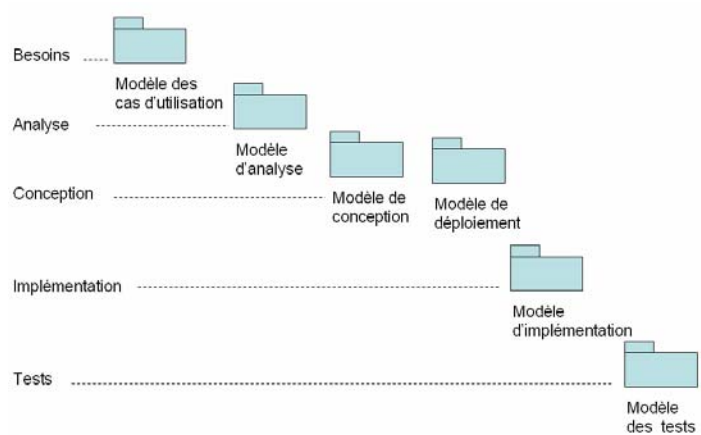 Besoins
Modèle des
cas d'utilisation
Analyse
Modèle
d'analyse
Conception
Modèle de
conception
Modèle de
déploiement
Implémentation
Modèle
d'implémentation
Tests
Modèle
des tests